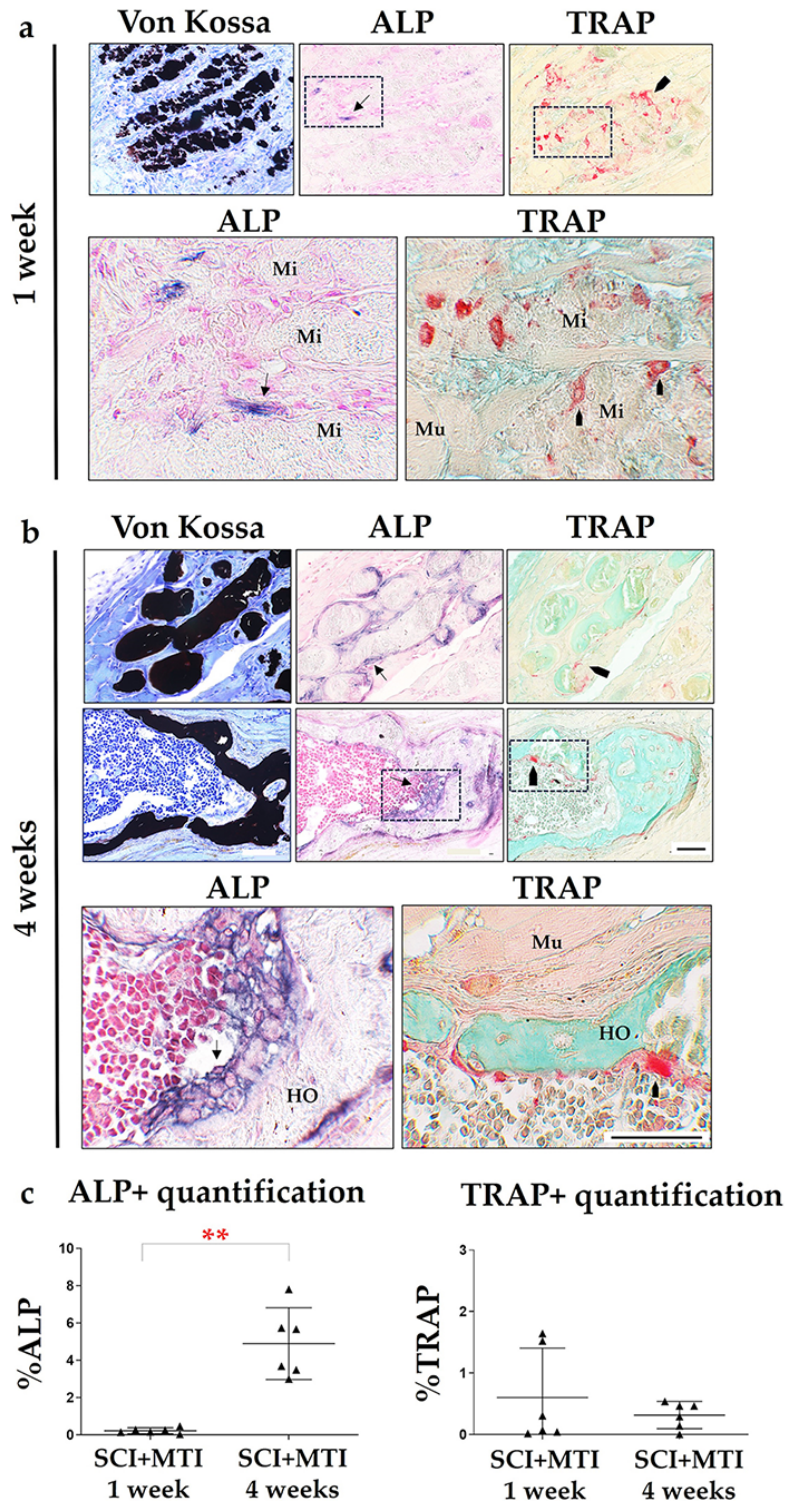 a
Von Kossa ALP TRAP
1 week
ALP TRAP
Mi
Mi
Mi
Mi
Mi
Mu
b
Von Kossa ALP TRAP
4 weeks
ALP TRAP
HO
Mu
HO
c ALP+ quantification TRAP+ quantification
**
%ALP
10
8
6
4
2
0
SCI+MTI SCI+MTI
1 week 4 weeks
%TRAP
3
2
1
0
SCI+MTI SCI+MTI
1 week 4 weeks